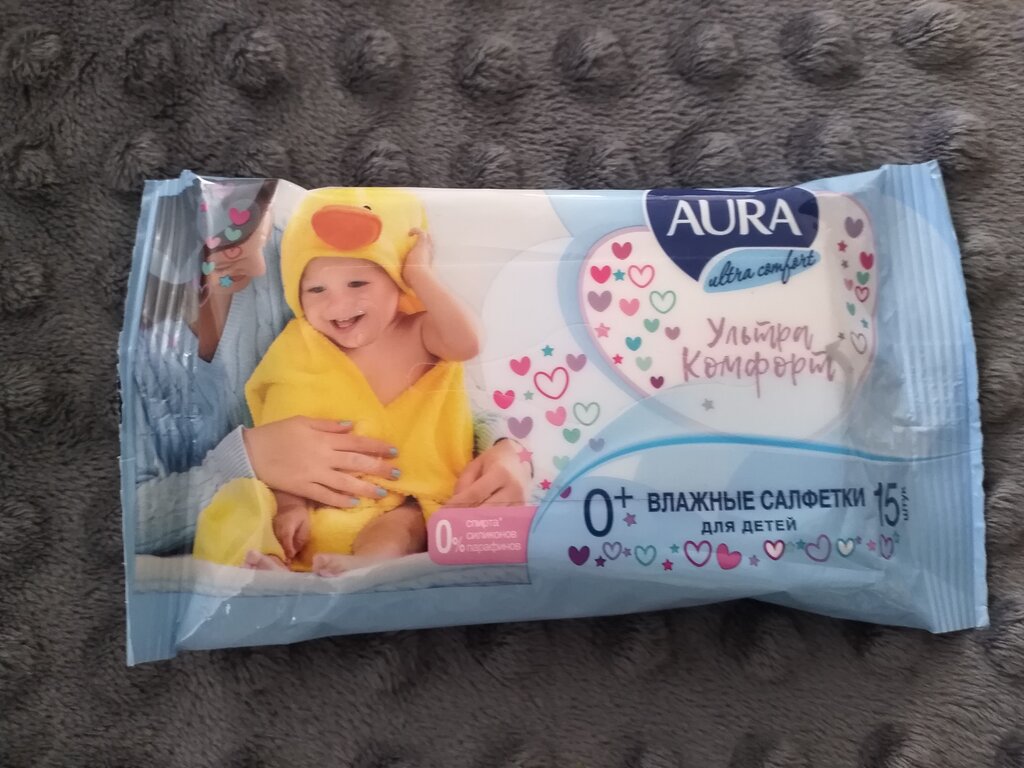 AURA
ultra comfort
Ультра
Комфорт
0+ ВЛАЖНЫЕ САЛФЕТКИ
ДЛЯ ДЕТЕЙ
15 штук
0%
спирта*
силиконов
парафинов